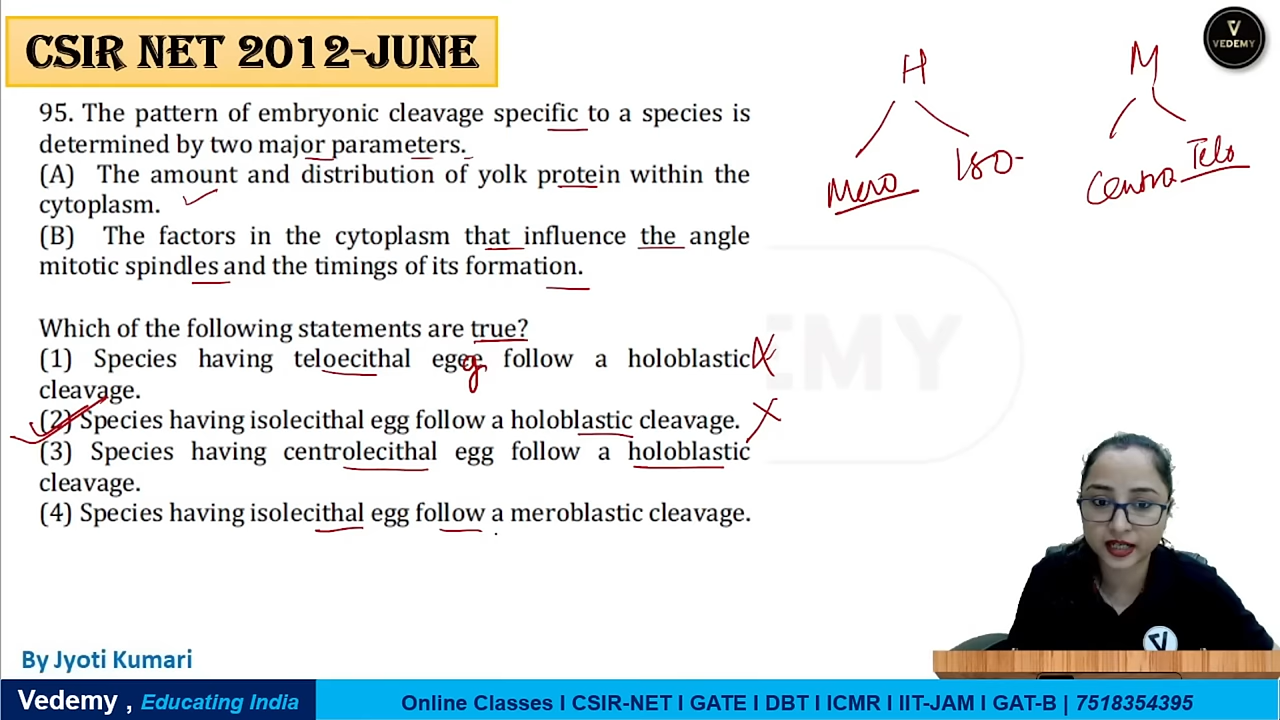 CSIR NET 2012-JUNE
VEDEMY
95. The pattern of embryonic cleavage specific to a species is
determined by two major parameters.
(A) The amount and distribution of yolk protein within the
cytoplasm.
(B) The factors in the cytoplasm that influence the angle
mitotic spindles and the timings of its formation.
Which of the following statements are true?
(1) Species having teloecithal egg follow a holoblastic
cleavage.
(2) Species having isolecithal egg follow a holoblastic cleavage.
(3) Species having centrolecithal egg follow a holoblastic
cleavage.
(4) Species having isolecithal egg follow a meroblastic cleavage.
H
M
Mero
ISO
Centra
Telo
EMY
By Jyoti Kumari
Vedemy , Educating India
Online Classes I CSIR-NET I GATE I DBT I ICMR I IIT-JAM I GAT-B | 7518354395